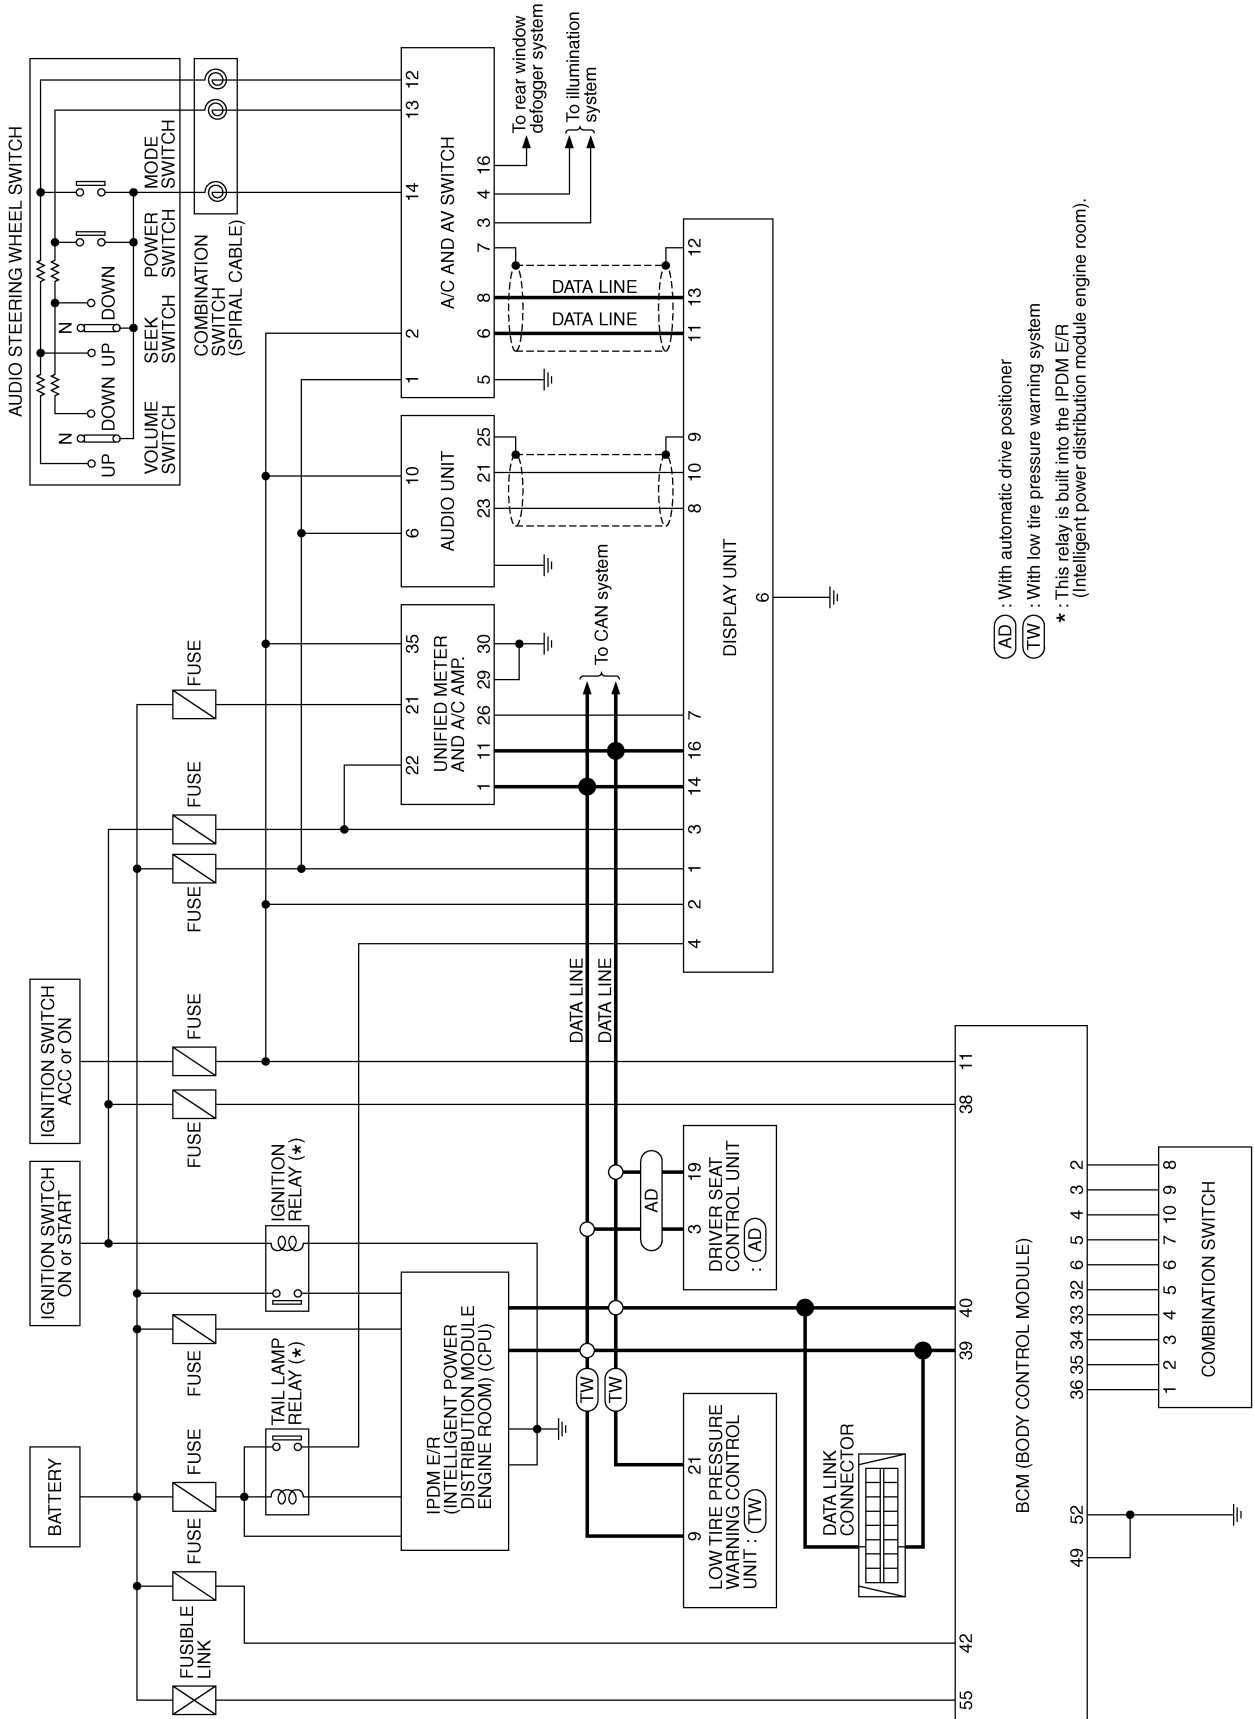 AUDIO STEERING WHEEL SWITCH
UP
N
DOWN
VOLUME
SWITCH
UP
N
DOWN
SEEK
SWITCH
POWER
SWITCH
MODE
SWITCH
COMBINATION
SWITCH
(SPIRAL CABLE)
1
2
14
13
12
A/C AND AV SWITCH
5
6
8
7
3
4
16
To rear window
defogger system
To illumination
system
DATA LINE
DATA LINE
6
10
AUDIO UNIT
23
21
25
22
21
35
UNIFIED METER
AND A/C AMP.
1
11
26
29
30
To CAN system
4
2
1
3
14
16
7
8
10
9
11
13
12
DISPLAY UNIT
6
BATTERY
IGNITION SWITCH
ON or START
IGNITION SWITCH
ACC or ON
FUSIBLE
LINK
FUSE
FUSE
FUSE
FUSE
FUSE
FUSE
FUSE
FUSE
TAIL LAMP
RELAY (*)
IGNITION
RELAY (*)
IPDM E/R
(INTELLIGENT POWER
DISTRIBUTION MODULE
ENGINE ROOM) (CPU)
DATA LINE
DATA LINE
TW
TW
AD
9
21
LOW TIRE PRESSURE
WARNING CONTROL
UNIT : TW
3
19
DRIVER SEAT
CONTROL UNIT
: AD
DATA LINK
CONNECTOR
55
42
39
40
38
11
BCM (BODY CONTROL MODULE)
49
52
36
35
34
33
32
6
5
4
3
2
1
2
3
4
5
6
7
10
9
8
COMBINATION SWITCH
AD : With automatic drive positioner
TW : With low tire pressure warning system
* : This relay is built into the IPDM E/R
(Intelligent power distribution module engine room).